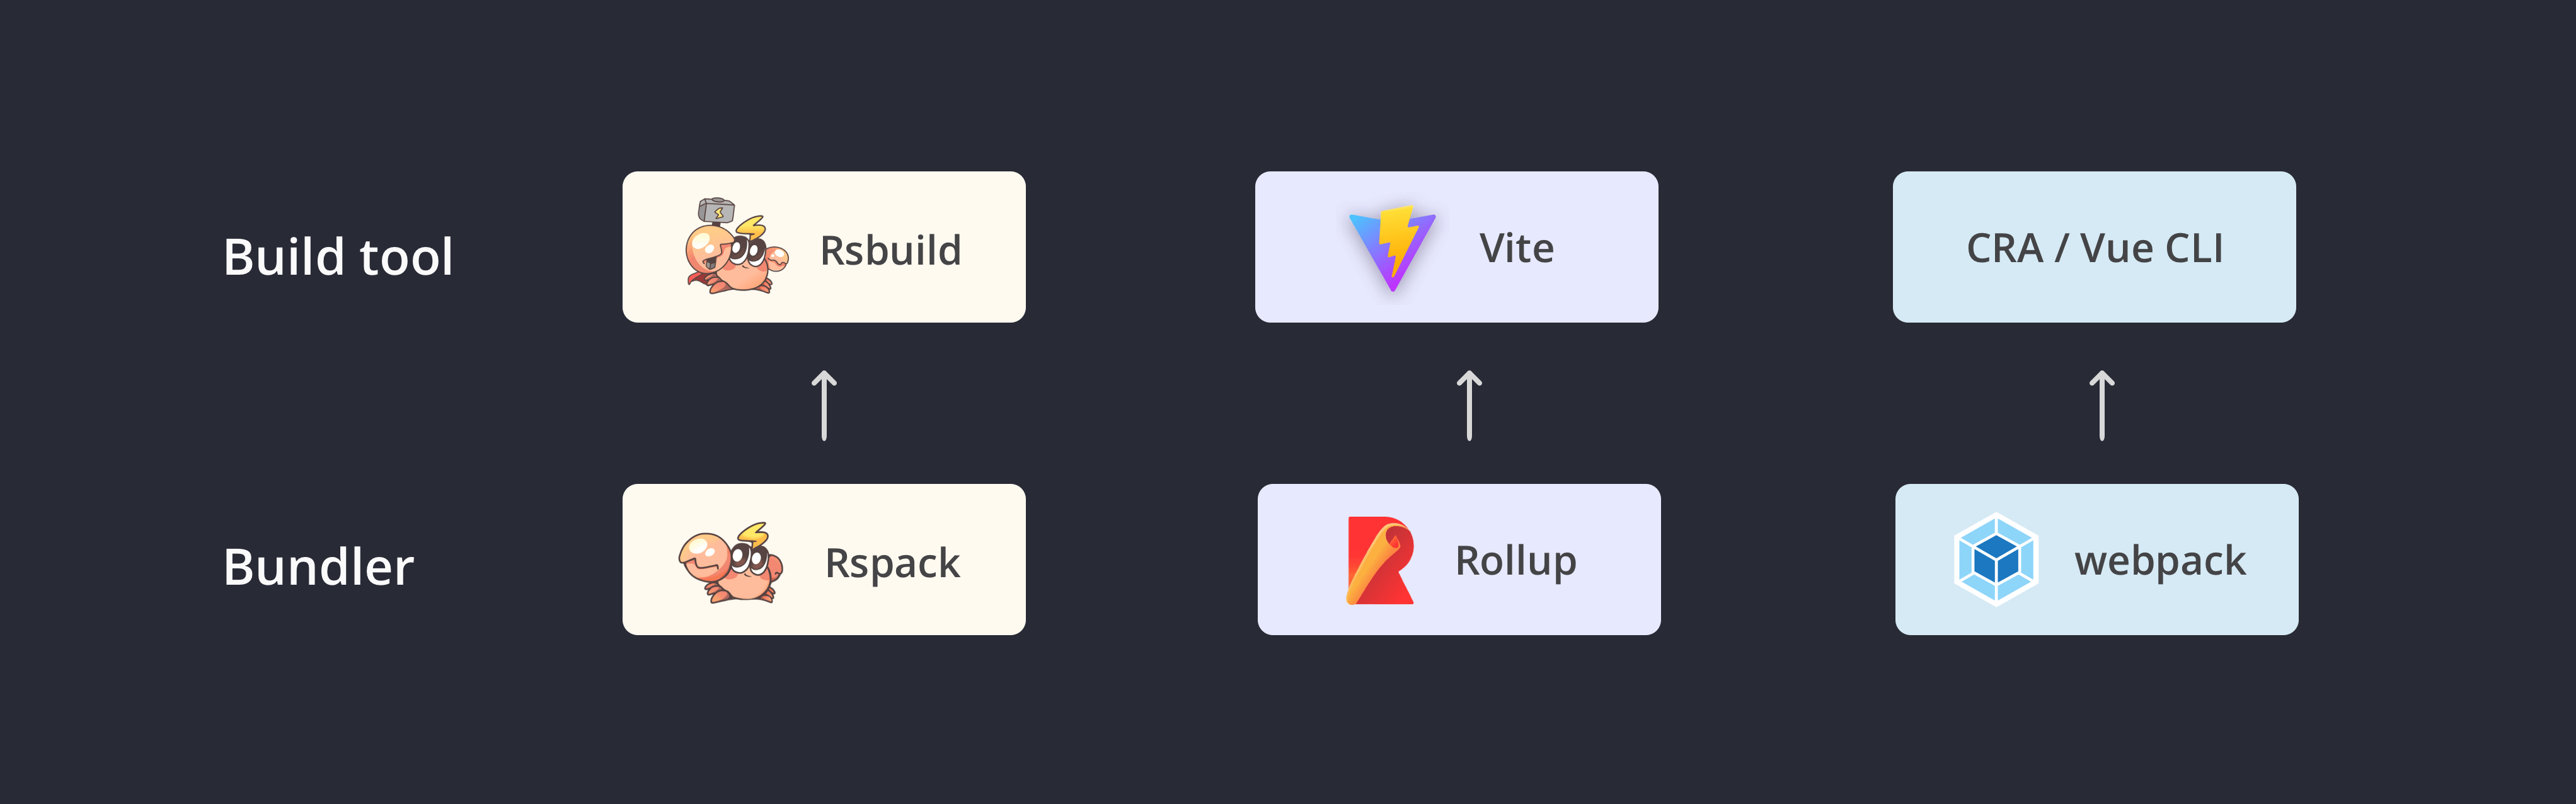 Build tool
Rsbuild
Vite
CRA / Vue CLI
Bundler
Rspack
Rollup
webpack